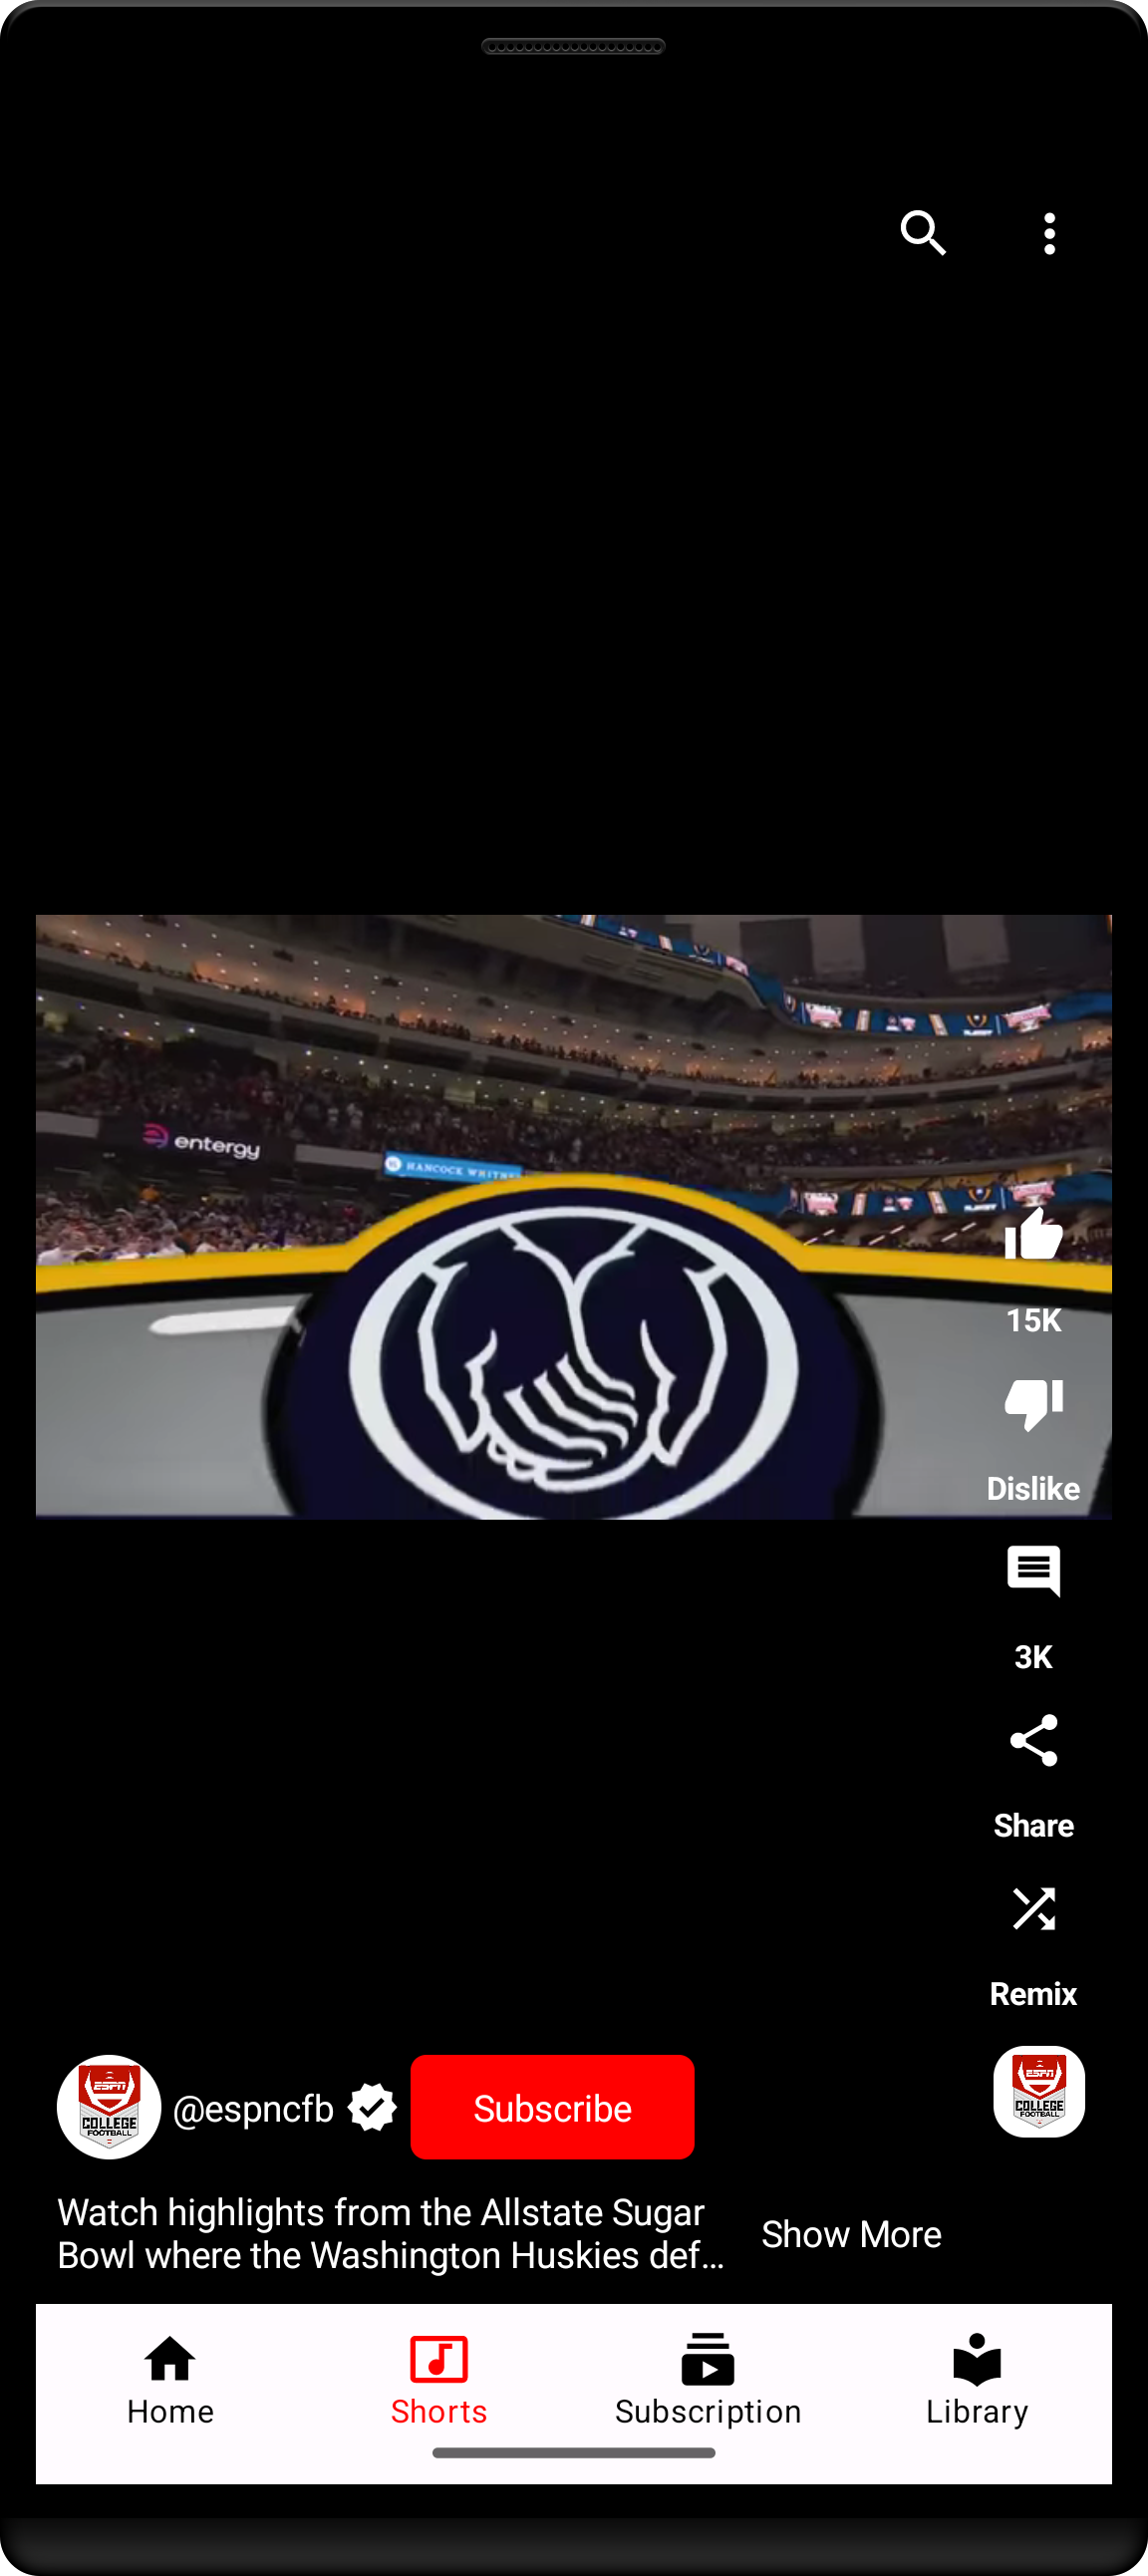 entergy
HANCOCK WHITNEY
15K
Dislike
3K
Share
Remix
ESPN
COLLEGE
FOOTBALL
@espncfb
Subscribe
ESPN
COLLEGE
FOOTBALL
Watch highlights from the Allstate Sugar
Bowl where the Washington Huskies def…
Show More
Home
Shorts
Subscription
Library